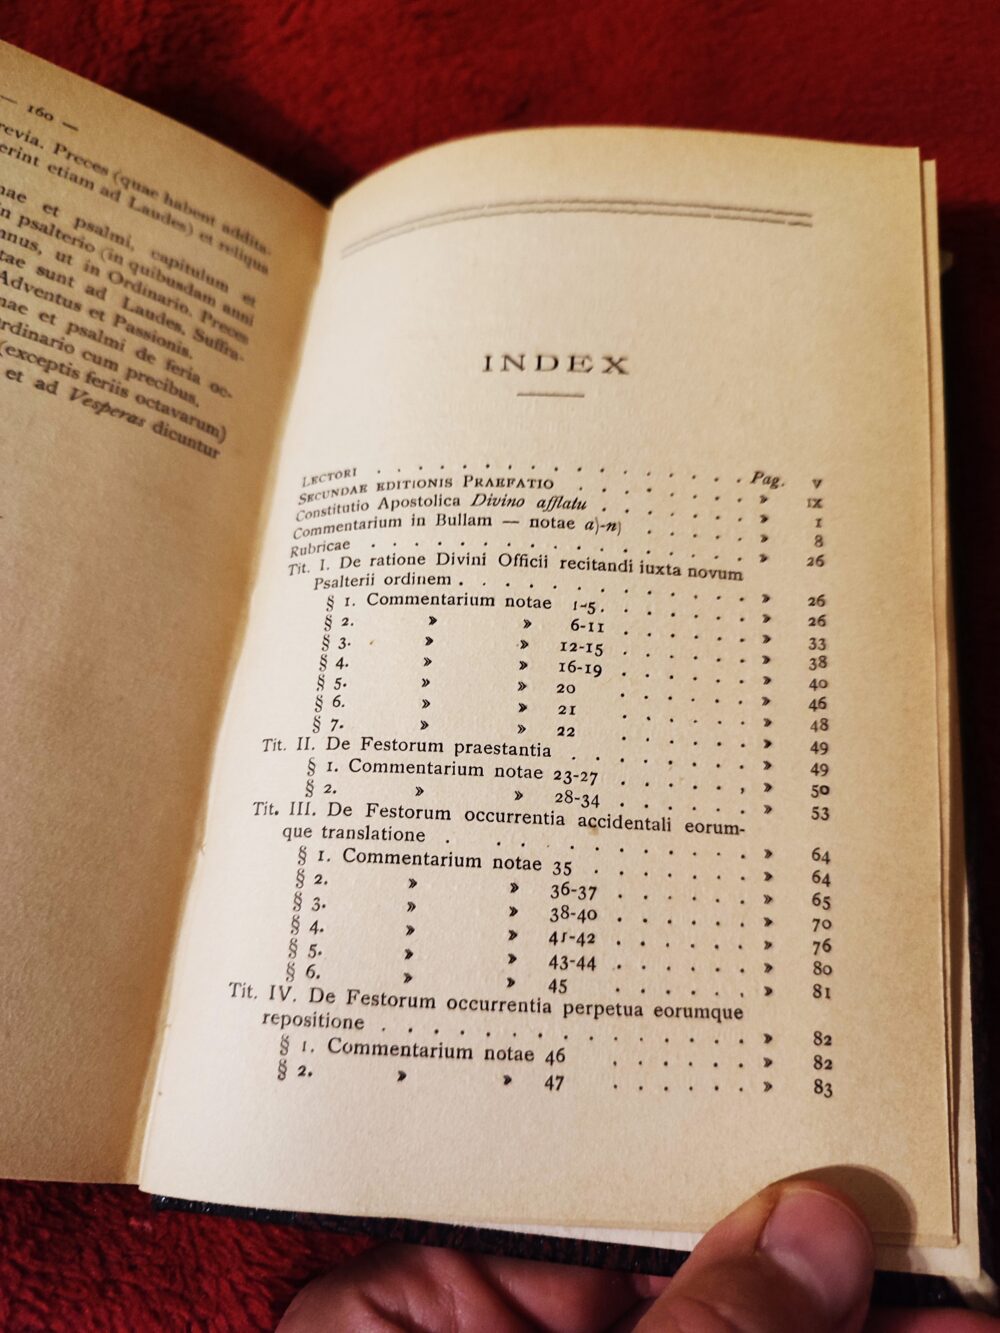 — 160 —
revia. Preces (quae habent addita-
erint etiam ad Laudes) et reliqua
nae et psalmi, capitulum et
in psalterio (in quibusdam anni
nnus, ut in Ordinario. Preces
tae sunt ad Laudes. Suffra-
Adventus et Passionis.
nae et psalmi de feria oc-
rdinario cum precibus.
(exceptis feriis octavarum)
et ad Vesperas dicuntur
INDEX
LECTORI . . . . . . . . . . . . . . Pag. V
SECUNDAE EDITIONIS PRAEFATIO . . . . . . . » IX
Constitutio Apostolica Divino afflatu . . . . . . » 1
Commentarium in Bullam — notae a)-n) . . . . . » 8
Rubricae . . . . . . . . . . . . . . » 26
Tit. I. De ratione Divini Officii recitandi iuxta novum
Psalterii ordinem . . . . . . . . . . . » 26
§ 1. Commentarium notae 1-5. . . . . . . » 26
§ 2. » » 6-11 . . . . . » 33
§ 3. » » 12-15 . . . . . » 38
§ 4. » » 16-19 . . . . . » 40
§ 5. » » 20 . . . . . » 46
§ 6. » » 21 . . . . . » 48
§ 7. » » 22 . . . . . » 49
Tit. II. De Festorum praestantia . . . . . . . » 49
§ 1. Commentarium notae 23-27 . . . . . » 50
§ 2. » » 28-34 . . . . . » 53
Tit. III. De Festorum occurrentia accidentali eorum-
que translatione . . . . . . . . . . . » 64
§ 1. Commentarium notae 35 . . . . . . » 64
§ 2. » » 36-37 . . . . . » 65
§ 3. » » 38-40 . . . . . » 70
§ 4. » » 41-42 . . . . . » 76
§ 5. » » 43-44 . . . . . » 80
§ 6. » » 45 . . . . . » 81
Tit. IV. De Festorum occurrentia perpetua eorumque
repositione . . . . . . . . . . . . . » 82
§ 1. Commentarium notae 46 . . . . . » 82
§ 2. » » 47 . . . . . » 83